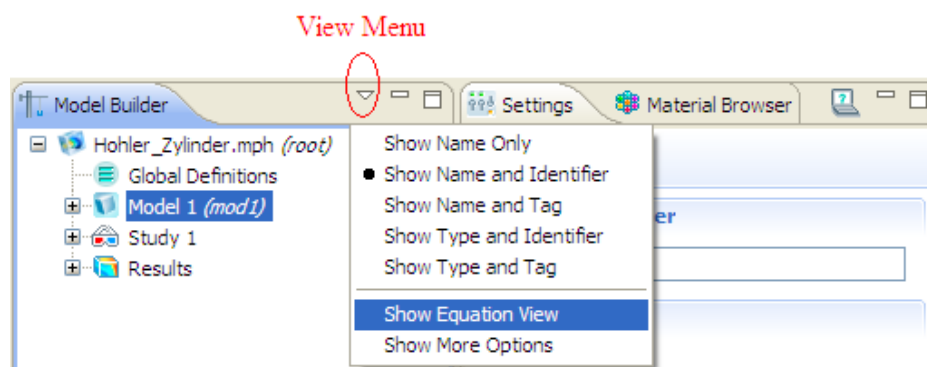 View Menu
Model Builder
Settings
Material Browser
Hohler_Zylinder.mph (root)
Global Definitions
Model 1 (mod1)
Study 1
Results
Show Name Only
Show Name and Identifier
Show Name and Tag
Show Type and Identifier
Show Type and Tag
Show Equation View
Show More Options
er